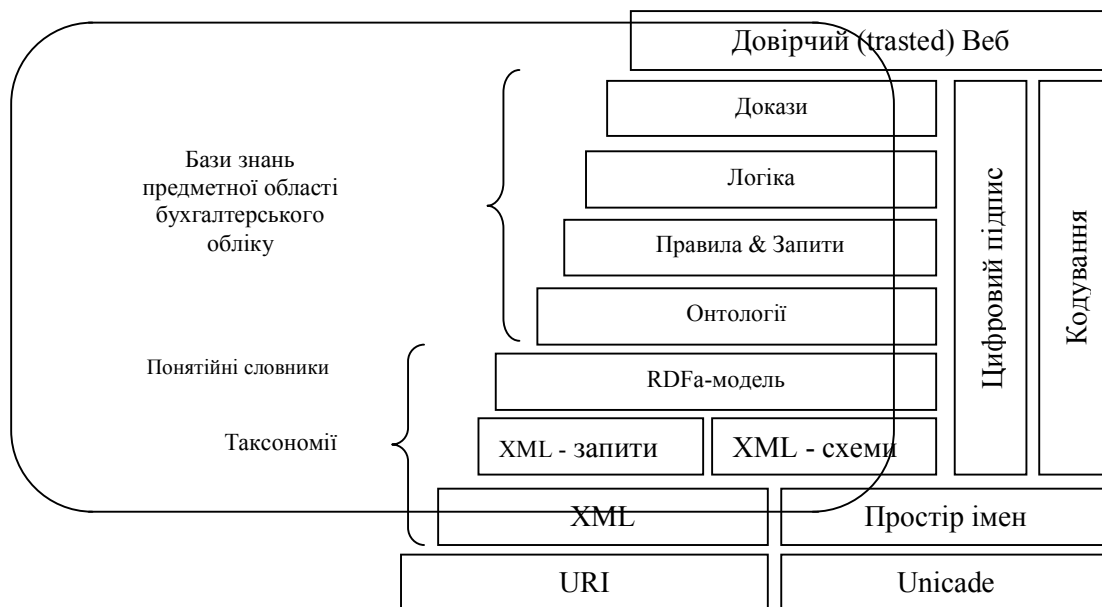 Довірчий (trasted) Веб
Докази
Логіка
Правила & Запити
Онтології
RDFa-модель
XML - запити
XML - схеми
XML
Простір імен
URI
Unicade
Цифровий підпис
Кодування
Бази знань
предметної області
бухгалтерського
обліку
Понятійні словники
Таксономії